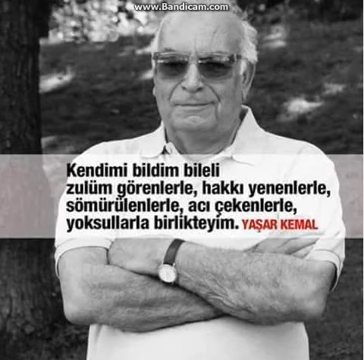 www.Bandicam.com
Kendimi bildim bileli
zulüm görenlerle, hakkı yenenlerle,
sömürülenlerle, acı çekenlerle,
yoksullarla birlikteyim. YAŞAR KEMAL